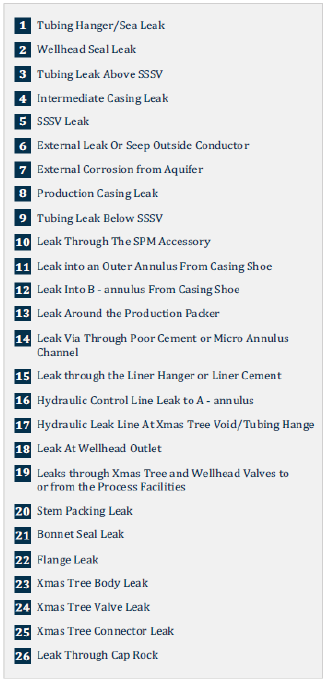 1 Tubing Hanger/Sea Leak
2 Wellhead Seal Leak
3 Tubing Leak Above SSSV
4 Intermediate Casing Leak
5 SSSV Leak
6 External Leak Or Seep Outside Conductor
7 External Corrosion from Aquifer
8 Production Casing Leak
9 Tubing Leak Below SSSV
10 Leak Through The SPM Accessory
11 Leak into an Outer Annulus From Casing Shoe
12 Leak Into B - annulus From Casing Shoe
13 Leak Around the Production Packer
14 Leak Via Through Poor Cement or Micro Annulus
Channel
15 Leak through the Liner Hanger or Liner Cement
16 Hydraulic Control Line Leak to A - annulus
17 Hydraulic Leak Line At Xmas Tree Void/Tubing Hange
18 Leak At Wellhead Outlet
19 Leaks through Xmas Tree and Wellhead Valves to
or from the Process Facilities
20 Stem Packing Leak
21 Bonnet Seal Leak
22 Flange Leak
23 Xmas Tree Body Leak
24 Xmas Tree Valve Leak
25 Xmas Tree Connector Leak
26 Leak Through Cap Rock